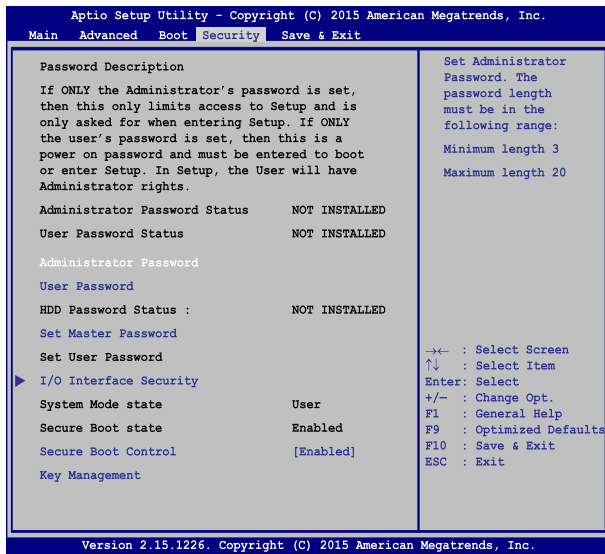 Aptio Setup Utility - Copyright (C) 2015 American Megatrends, Inc.
Main Advanced Boot Security Save & Exit
Password Description
If ONLY the Administrator's password is set,
then this only limits access to Setup and is
only asked for when entering Setup. If ONLY
the user's password is set, then this is a
power on password and must be entered to boot
or enter Setup. In Setup, the User will have
Administrator rights.
Administrator Password Status NOT INSTALLED
User Password Status NOT INSTALLED
Administrator Password
User Password
HDD Password Status : NOT INSTALLED
Set Master Password
Set User Password
I/O Interface Security
System Mode state User
Secure Boot state Enabled
Secure Boot Control [Enabled]
Key Management
Set Administrator
Password. The
password length
must be in the
following range:
Minimum length 3
Maximum length 20
→← : Select Screen
↑↓ : Select Item
Enter: Select
+/— : Change Opt.
F1 : General Help
F9 : Optimized Defaults
F10 : Save & Exit
ESC : Exit
Version 2.15.1226. Copyright (C) 2015 American Megatrends, Inc.